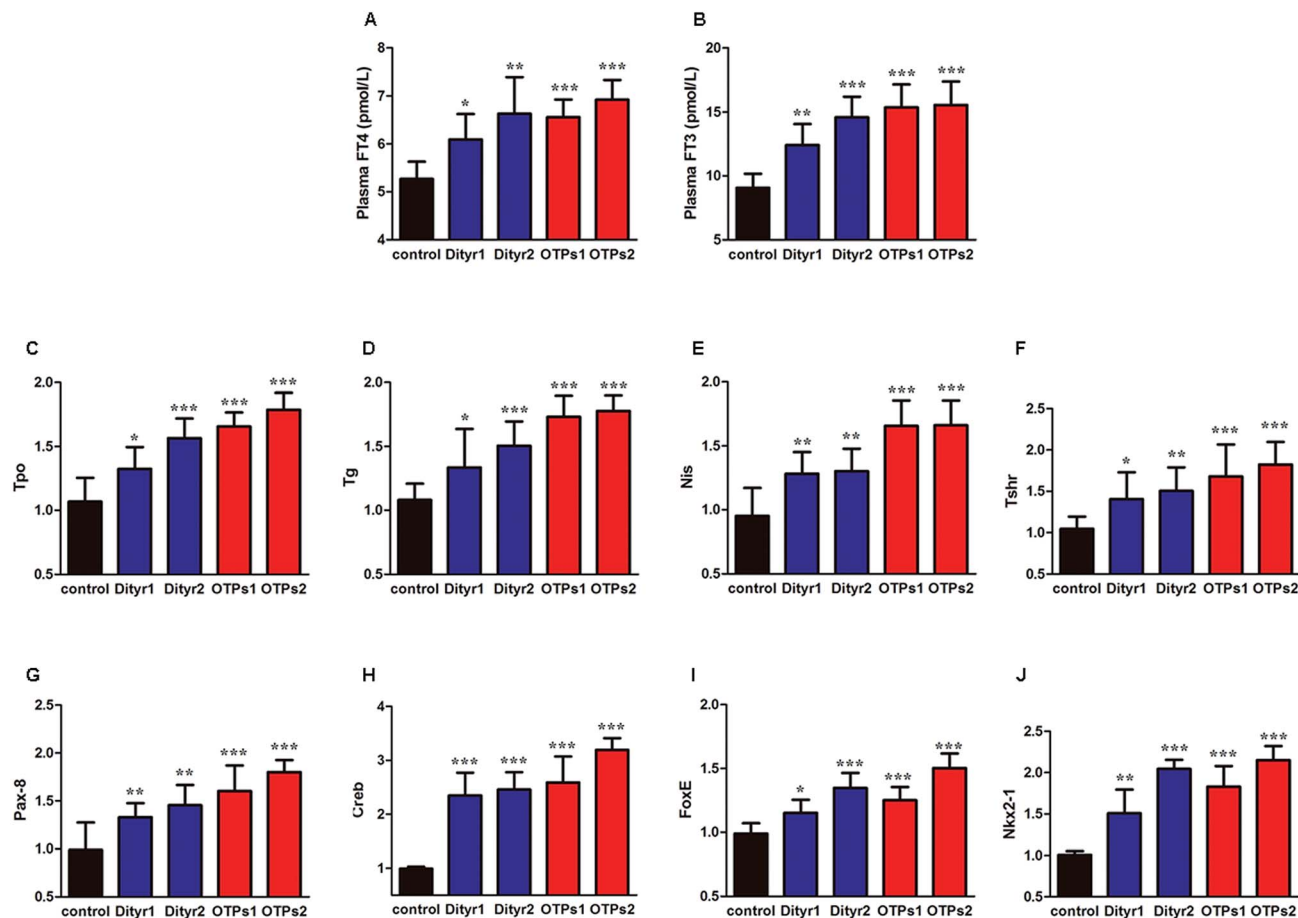 A
Plasma FT4 (pmol/L)
8
7
6
5
4
*
**
***
***
control Dityr1 Dityr2 OTPs1 OTPs2
B
Plasma FT3 (pmol/L)
20
15
10
5
**
***
***
***
control Dityr1 Dityr2 OTPs1 OTPs2
C
Tpo
2.0
1.5
1.0
0.5
*
***
***
***
control Dityr1 Dityr2 OTPs1 OTPs2
D
Tg
2.0
1.5
1.0
0.5
*
***
***
***
control Dityr1 Dityr2 OTPs1 OTPs2
E
Nis
2.0
1.5
1.0
0.5
**
**
***
***
control Dityr1 Dityr2 OTPs1 OTPs2
F
Tshr
2.5
2.0
1.5
1.0
0.5
*
**
***
***
control Dityr1 Dityr2 OTPs1 OTPs2
G
Pax-8
2.5
2.0
1.5
1.0
0.5
**
**
***
***
control Dityr1 Dityr2 OTPs1 OTPs2
H
Creb
4
3
2
1
***
***
***
***
control Dityr1 Dityr2 OTPs1 OTPs2
I
FoxE
2.0
1.5
1.0
0.5
*
***
***
***
control Dityr1 Dityr2 OTPs1 OTPs2
J
Nkx2-1
2.5
2.0
1.5
1.0
0.5
**
***
***
***
control Dityr1 Dityr2 OTPs1 OTPs2